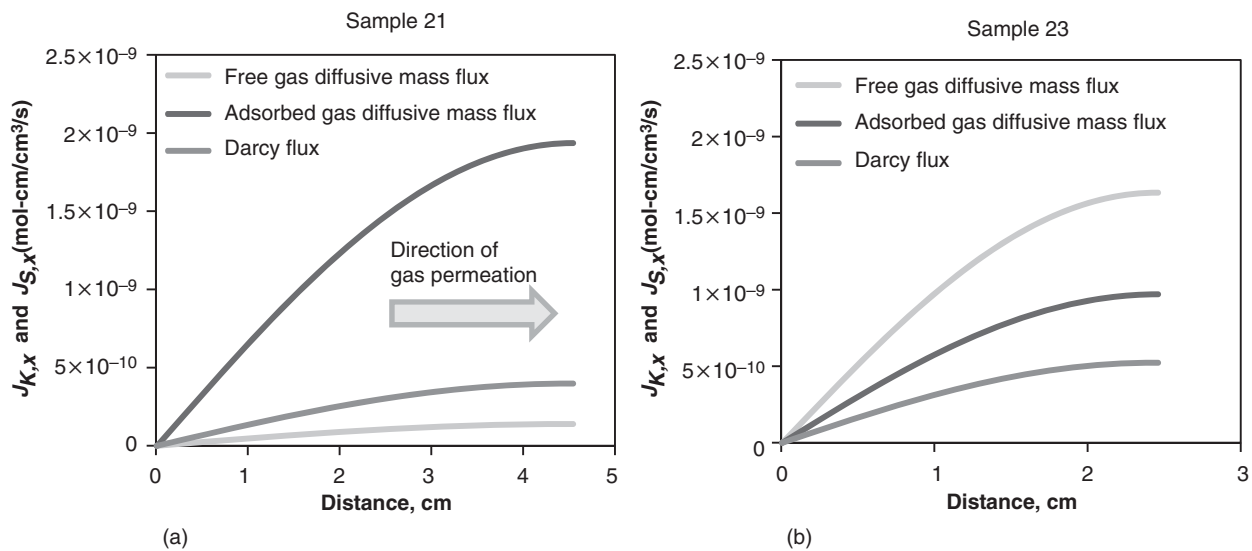 Sample 21
J_K,x and J_S,x (mol-cm/cm³/s)
2.5×10⁻⁹
2×10⁻⁹
1.5×10⁻⁹
1×10⁻⁹
5×10⁻¹⁰
0
Free gas diffusive mass flux
Adsorbed gas diffusive mass flux
Darcy flux
Direction of
gas permeation
0 1 2 3 4 5
Distance, cm
(a)
Sample 23
J_K,x and J_S,x (mol-cm/cm³/s)
2.5×10⁻⁹
2×10⁻⁹
1.5×10⁻⁹
1×10⁻⁹
5×10⁻¹⁰
0
Free gas diffusive mass flux
Adsorbed gas diffusive mass flux
Darcy flux
0 1 2 3
Distance, cm
(b)